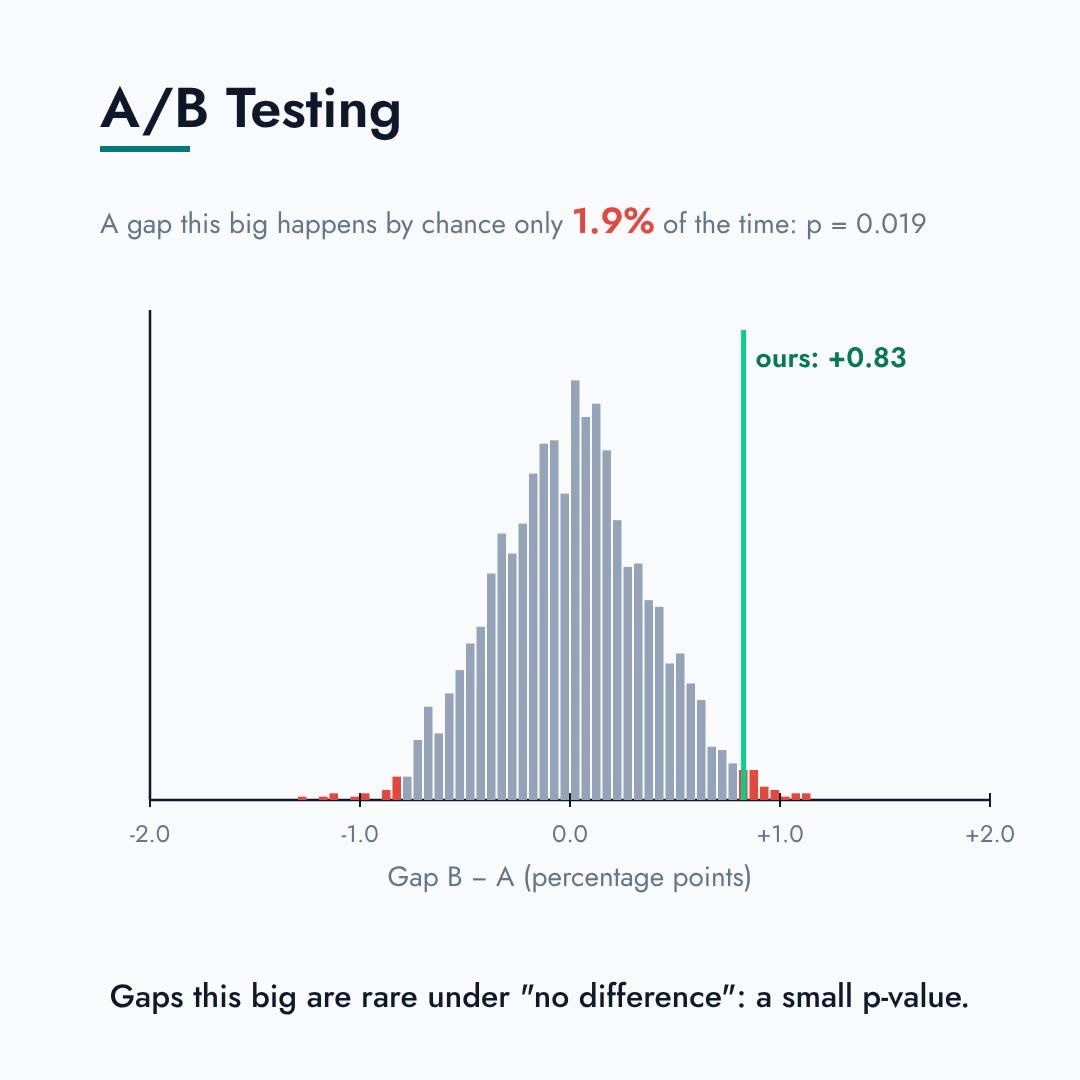 A/B Testing
A gap this big happens by chance only 1.9% of the time: p = 0.019
ours: +0.83
-2.0 -1.0 0.0 +1.0 +2.0
Gap B – A (percentage points)
Gaps this big are rare under "no difference": a small p-value.